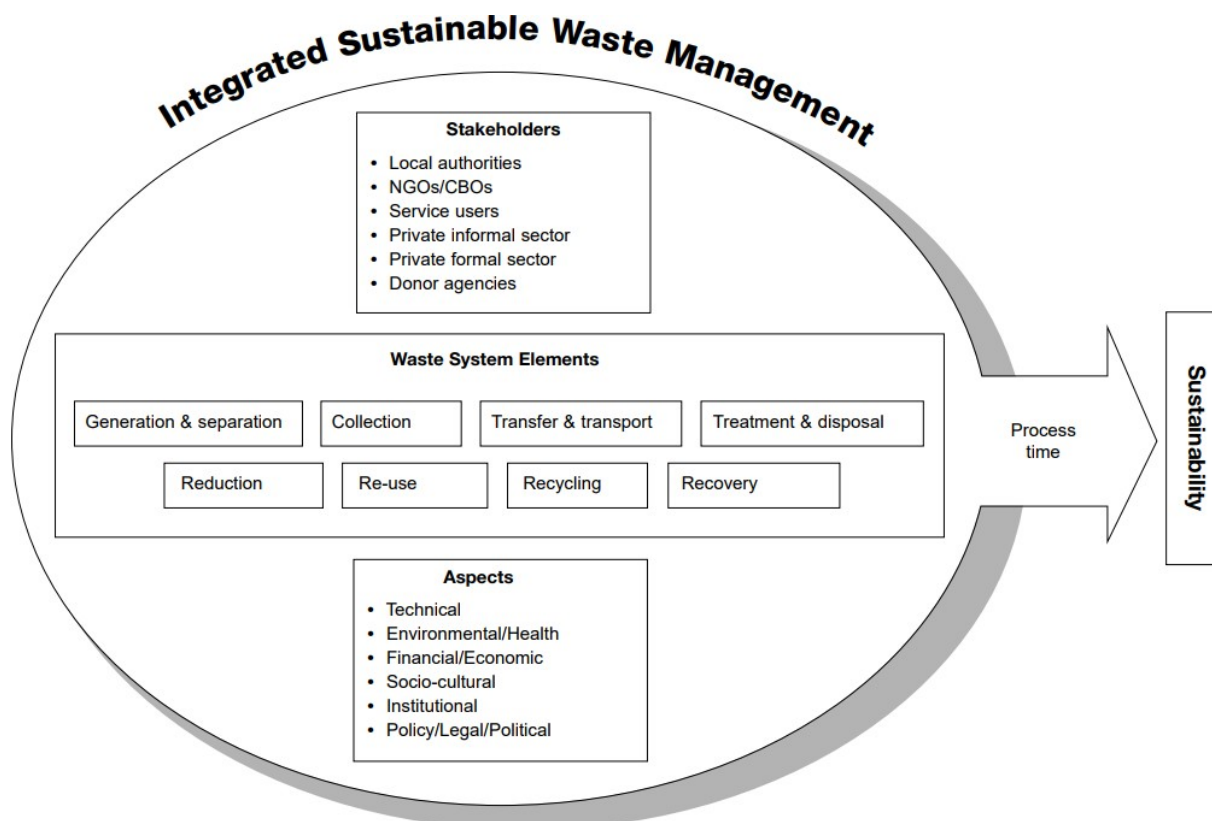 Integrated Sustainable Waste Management
Stakeholders
• Local authorities
• NGOs/CBOs
• Service users
• Private informal sector
• Private formal sector
• Donor agencies
Waste System Elements
Generation & separation
Collection
Transfer & transport
Treatment & disposal
Reduction
Re-use
Recycling
Recovery
Aspects
• Technical
• Environmental/Health
• Financial/Economic
• Socio-cultural
• Institutional
• Policy/Legal/Political
Process
time
Sustainability